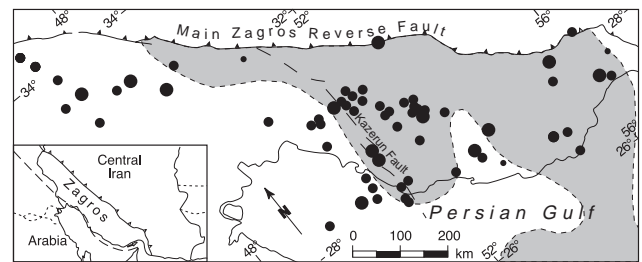 48°
34°
32°
52°
56°
28°
Main Zagros Reverse Fault
34°
Kazerun Fault
56°
26°
Central
Iran
Zagros
Arabia
N
Persian Gulf
48°
28°
0 100 200
km
52°
26°